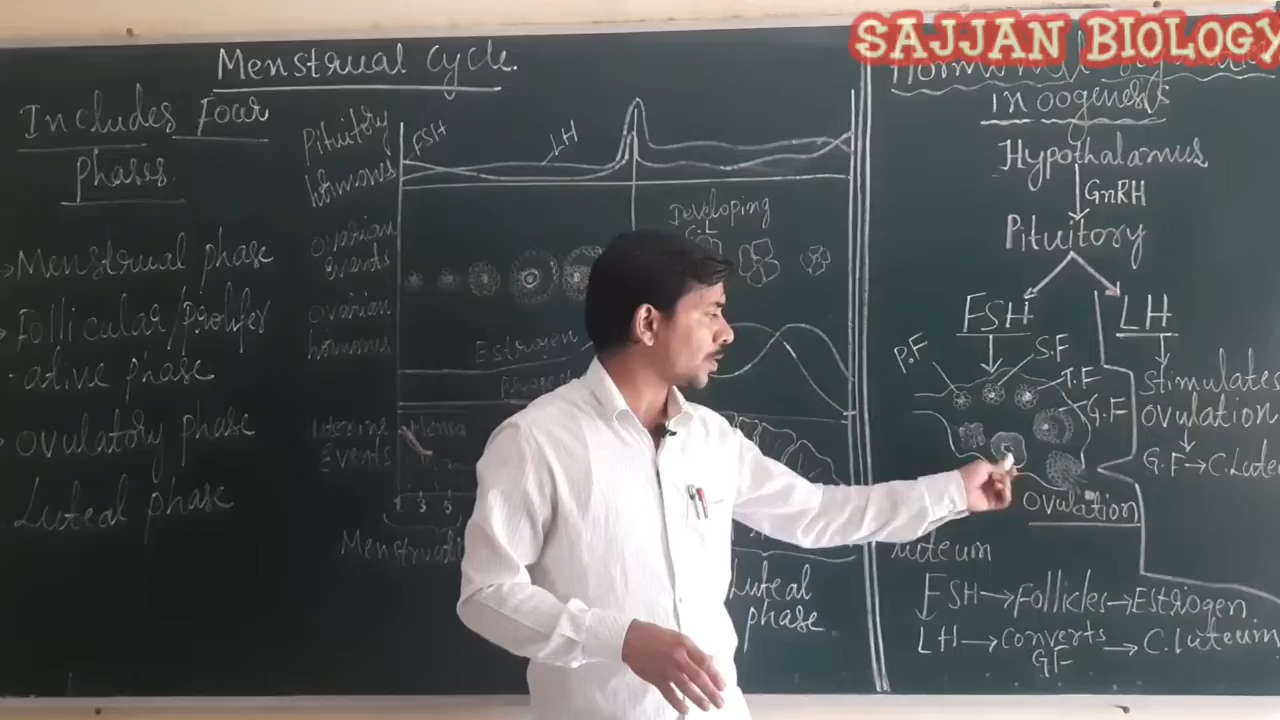 SAJJAN BIOLOGY
Menstrual Cycle.
Includes Four
phases.
Menstrual phase
Follicular/prolifer
-ative phase
ovulatory phase
Luteal phase
Pituitory
hormones
FSH
LH
ovarian
events
Developing
C.L
ovarian
hormones
Estrogen
Uterine
Events
Mens
3 5
Luteal
phase
in oogenesis
Hypothalamus
GnRH
Pituitory
FSH
LH
P.F
S.F
T.F
G.F
stimulates
ovulation
G.F→C.Lute
ovulation
luteum
FSH→Follicles→Estrogen
LH→converts→C.luteum
GF